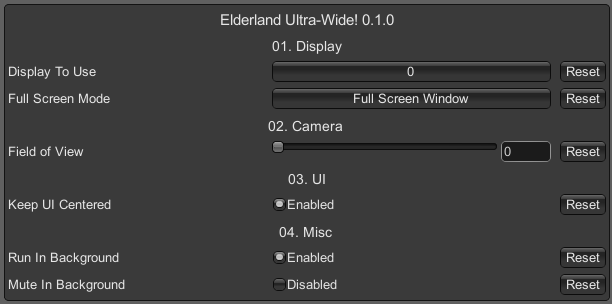 Elderland Ultra-Wide! 0.1.0
01. Display
Display To Use 0 Reset
Full Screen Mode Full Screen Window Reset
02. Camera
Field of View 0 Reset
03. UI
Keep UI Centered Enabled Reset
04. Misc
Run In Background Enabled Reset
Mute In Background Disabled Reset